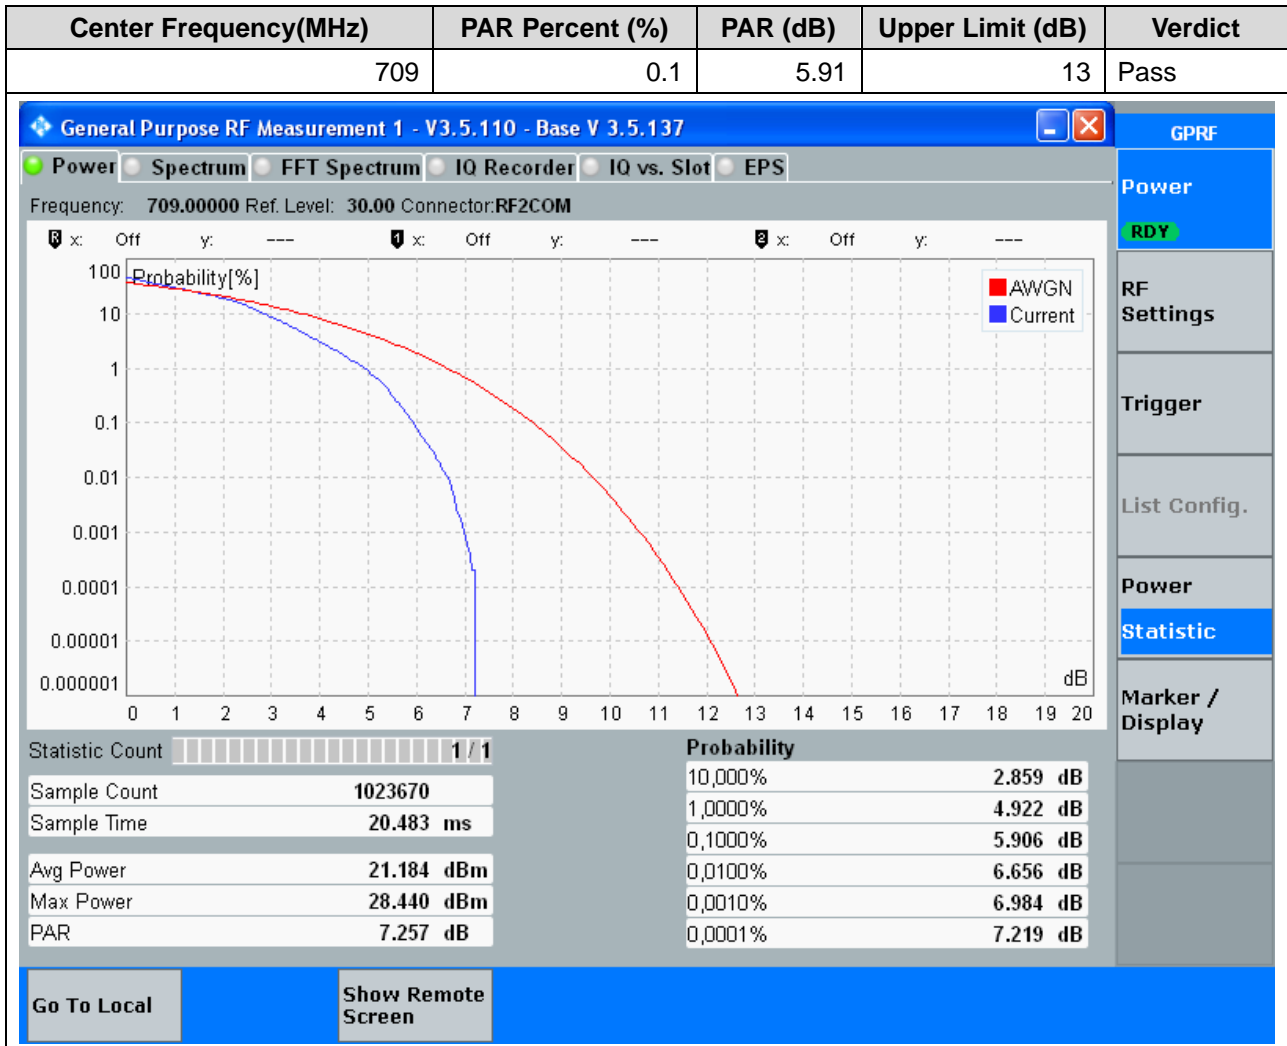 Center Frequency(MHz) PAR Percent (%) PAR (dB) Upper Limit (dB) Verdict
709 0.1 5.91 13 Pass
General Purpose RF Measurement 1 - V3.5.110 - Base V 3.5.137
GPRF
Power Spectrum FFT Spectrum IQ Recorder IQ vs. Slot EPS
Power
RDY
Frequency: 709.00000 Ref. Level: 30.00 Connector:RF2COM
R x: Off y: --- 1 x: Off y: --- 2 x: Off y: ---
Probability[%]
AWGN
Current
100
10
1
0.1
0.01
0.001
0.0001
0.00001
0.000001
dB
0 1 2 3 4 5 6 7 8 9 10 11 12 13 14 15 16 17 18 19 20
RF
Settings
Trigger
List Config.
Power
Statistic
Marker /
Display
Statistic Count 1 / 1
Sample Count 1023670
Sample Time 20.483 ms
Avg Power 21.184 dBm
Max Power 28.440 dBm
PAR 7.257 dB
Probability
10,000% 2.859 dB
1,0000% 4.922 dB
0,1000% 5.906 dB
0,0100% 6.656 dB
0,0010% 6.984 dB
0,0001% 7.219 dB
Go To Local
Show Remote
Screen